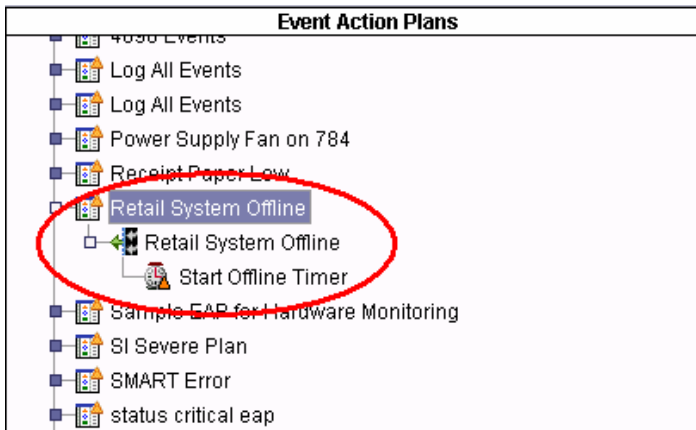 Event Action Plans
4690 Events
Log All Events
Log All Events
Power Supply Fan on 784
Receipt Paper Low
Retail System Offline
Retail System Offline
Start Offline Timer
Sample EAP for Hardware Monitoring
SI Severe Plan
SMART Error
status critical eap